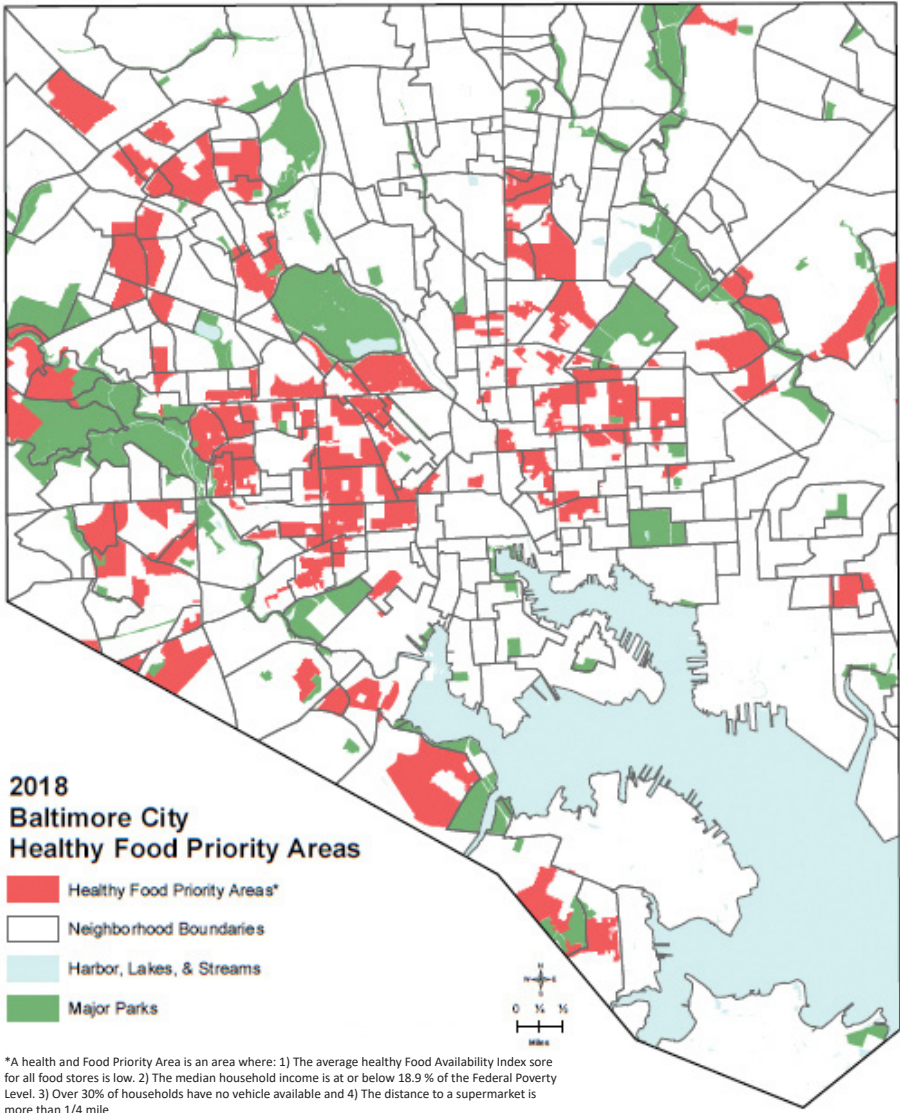 2018
Baltimore City
Healthy Food Priority Areas
Healthy Food Priority Areas*
Neighborhood Boundaries
Harbor, Lakes, & Streams
Major Parks
N
W E
S
0 ¼ ½
Miles
*A health and Food Priority Area is an area where: 1) The average healthy Food Availability Index sore
for all food stores is low. 2) The median household income is at or below 18.9 % of the Federal Poverty
Level. 3) Over 30% of households have no vehicle available and 4) The distance to a supermarket is
more than 1/4 mile